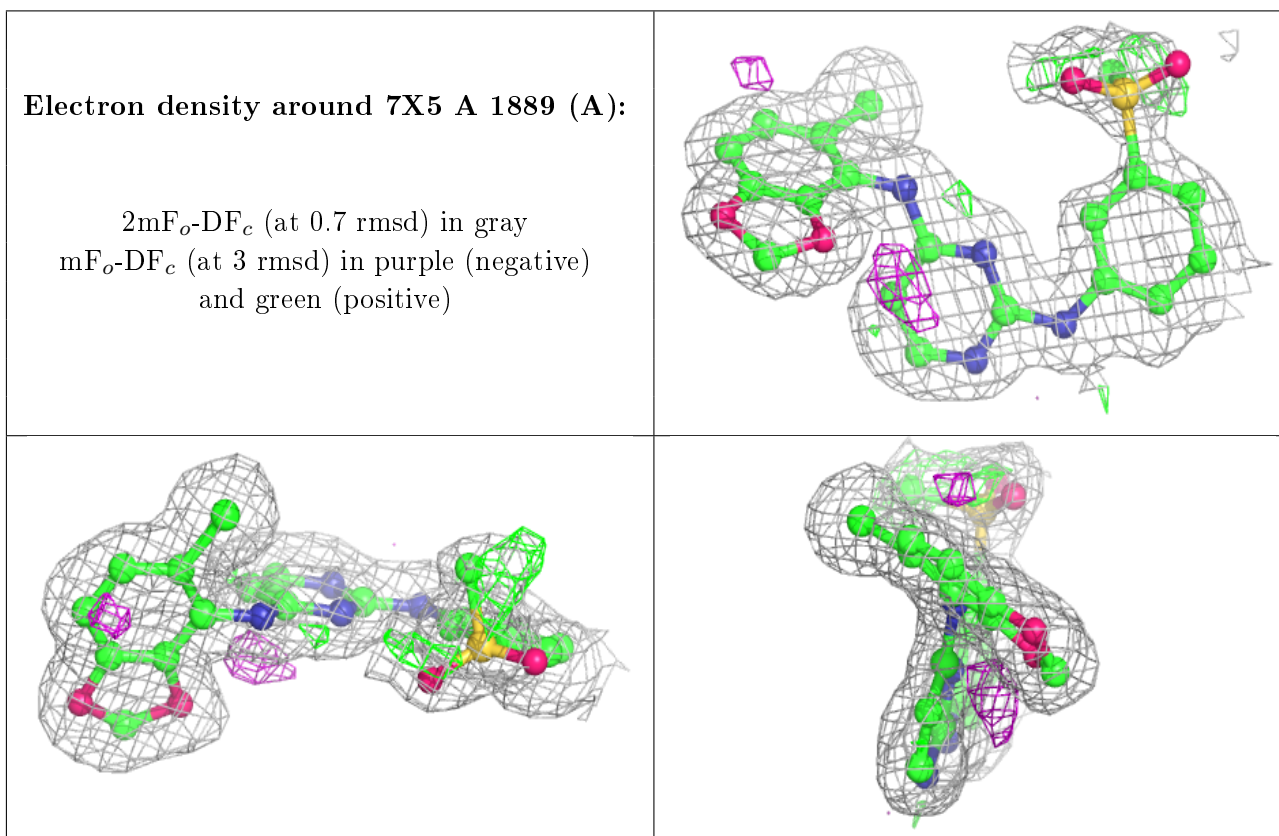 Electron density around 7X5 A 1889 (A):
2mFo-DFc (at 0.7 rmsd) in gray
mFo-DFc (at 3 rmsd) in purple (negative)
and green (positive)